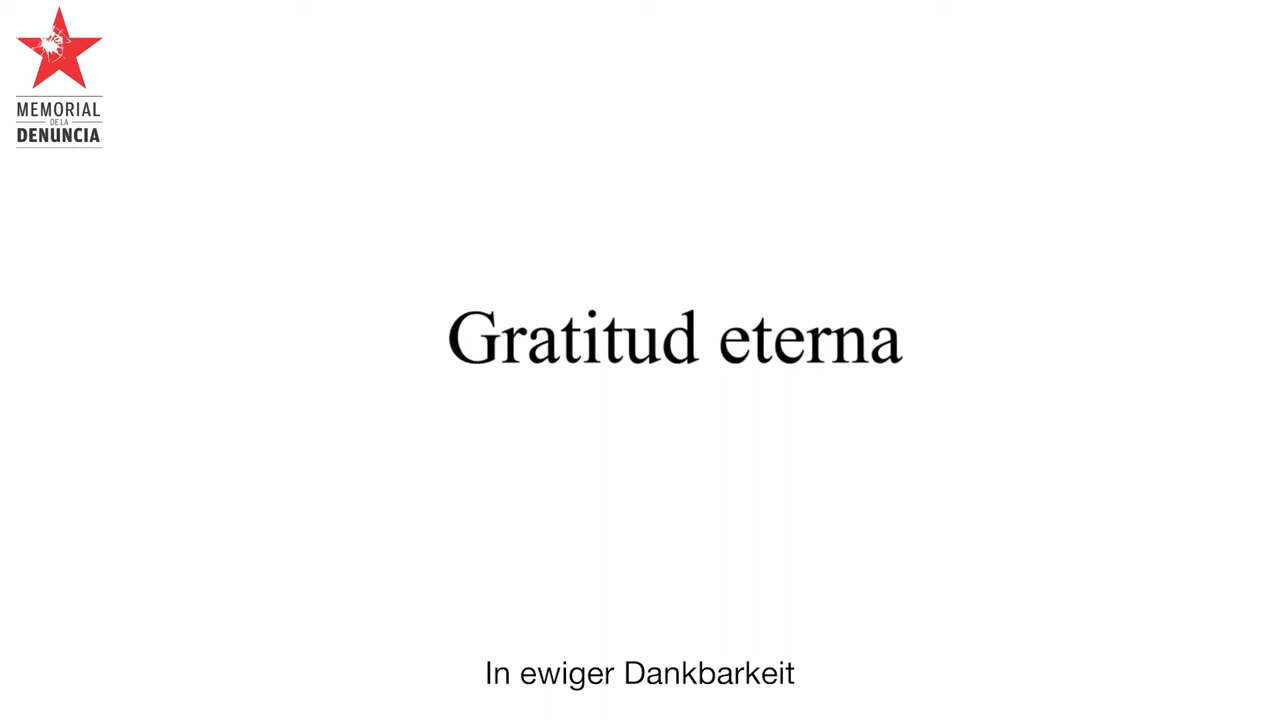 MEMORIAL
DE LA
DENUNCIA
Gratitud eterna
In ewiger Dankbarkeit